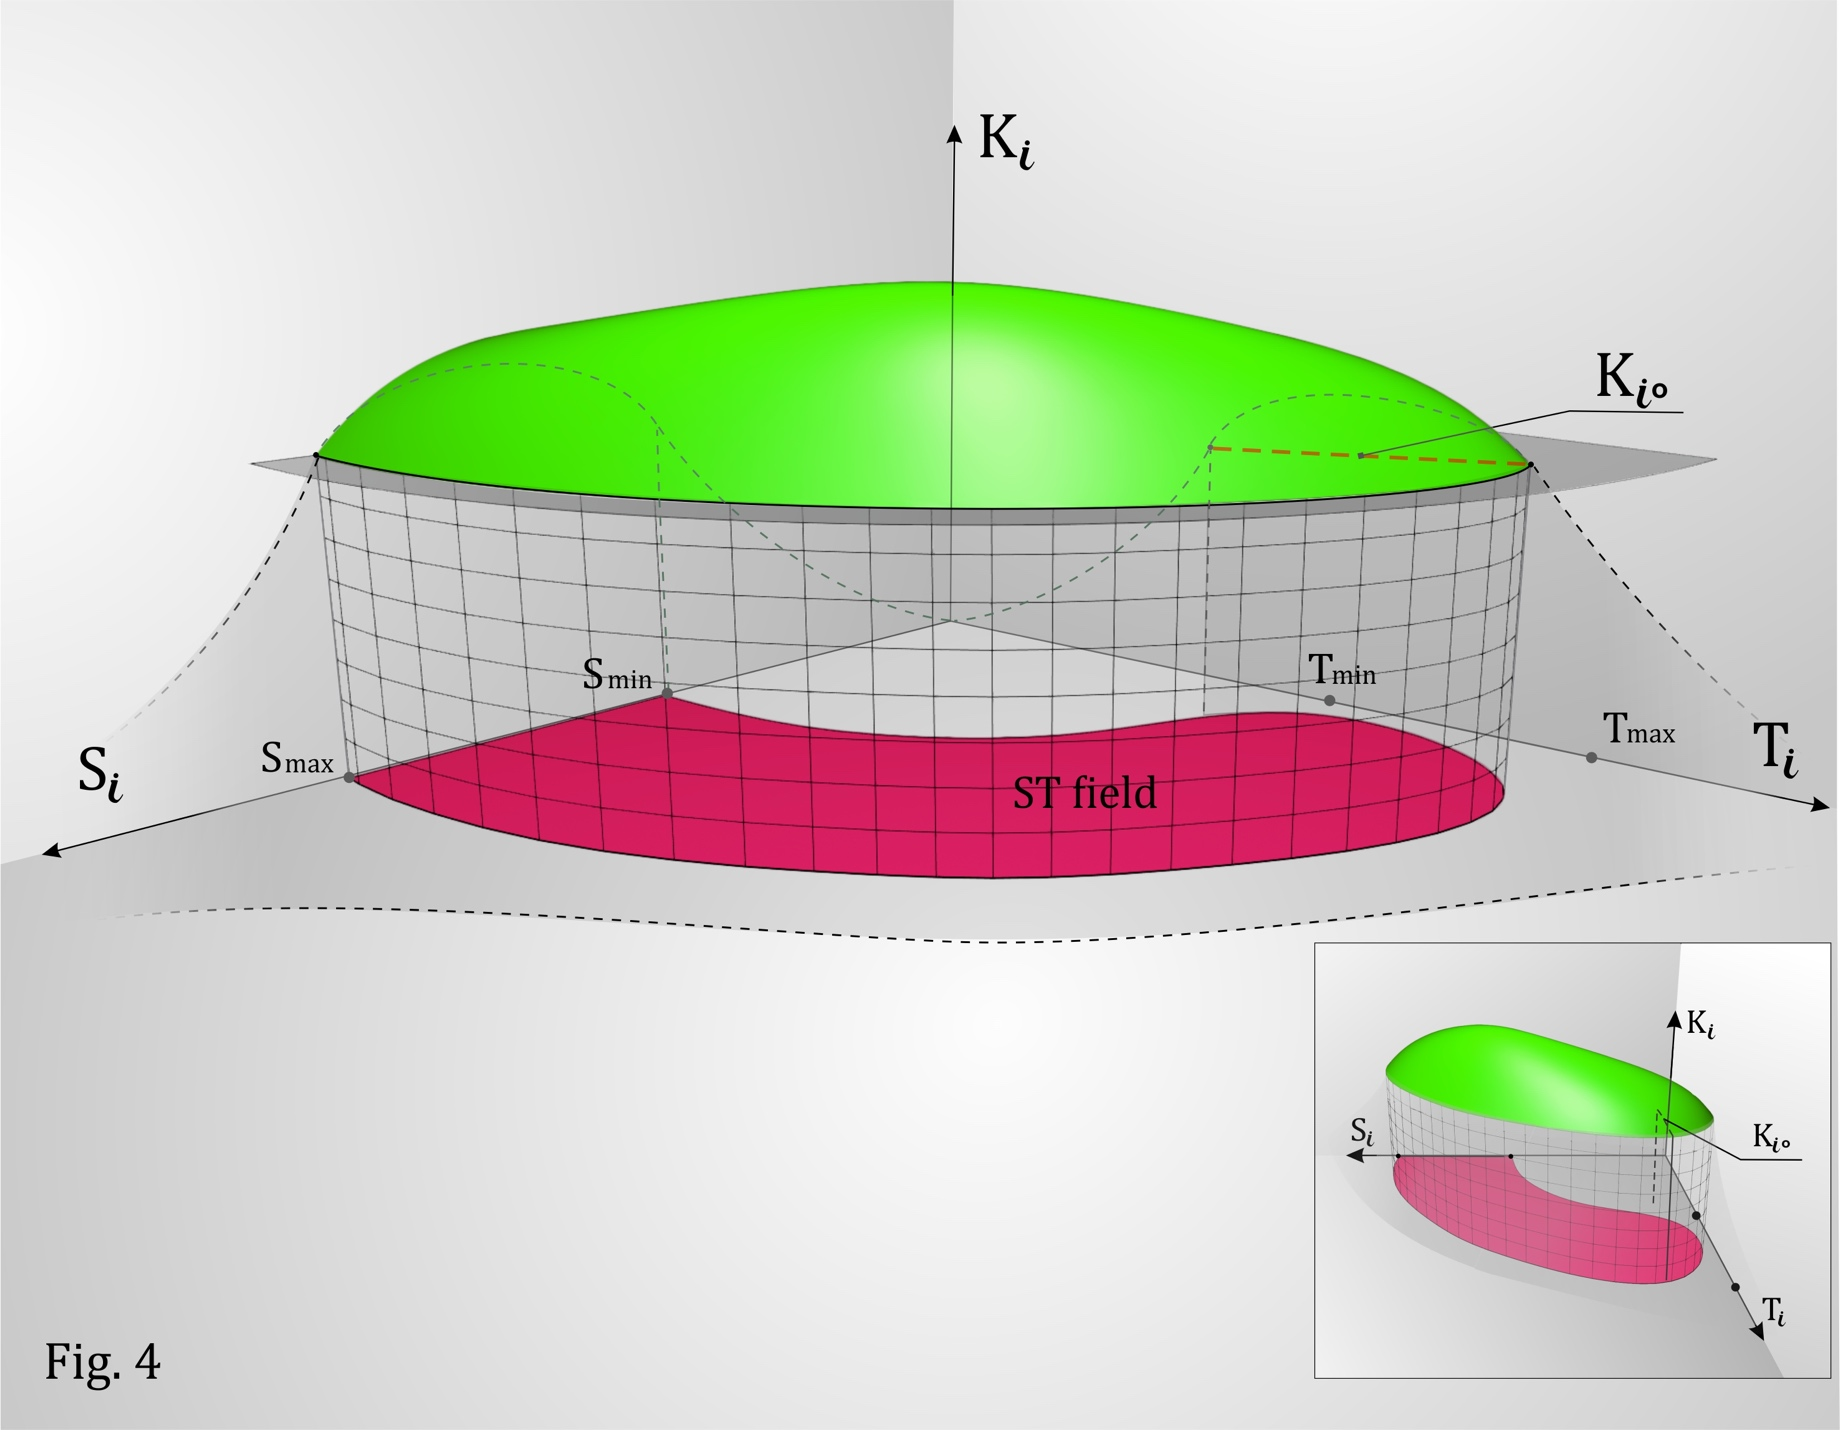 Ki
Ki°
Smin
Tmin
Smax
Tmax
Si
Ti
ST field
Ki
Si
Ki°
Ti
Fig. 4